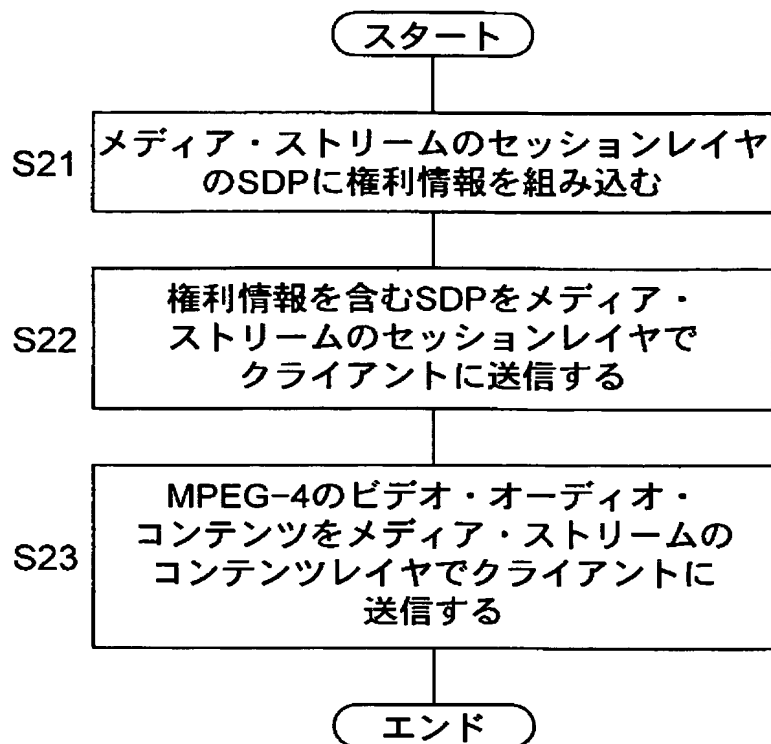 スタート
S21
メディア・ストリームのセッションレイヤ
のSDPに権利情報を組み込む
S22
権利情報を含むSDPをメディア・
ストリームのセッションレイヤで
クライアントに送信する
S23
MPEG-4のビデオ・オーディオ・
コンテンツをメディア・ストリームの
コンテンツレイヤでクライアントに
送信する
エンド